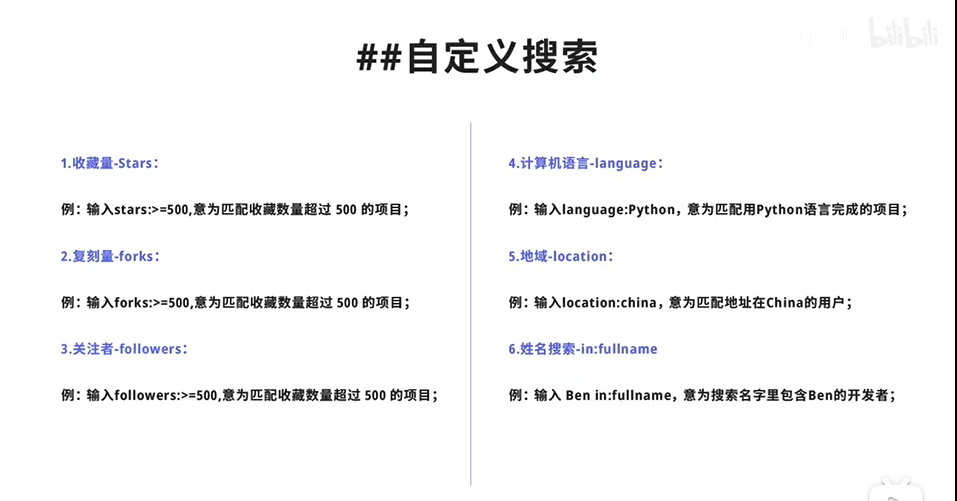 bilibili
##自定义搜索
1.收藏量-Stars：
例：输入stars:>=500,意为匹配收藏数量超过 500 的项目；
2.复刻量-forks：
例：输入forks:>=500,意为匹配收藏数量超过 500 的项目；
3.关注者-followers：
例：输入followers:>=500,意为匹配收藏数量超过 500 的项目；
4.计算机语言-language：
例：输入language:Python，意为匹配用Python语言完成的项目；
5.地域-location：
例：输入location:china，意为匹配地址在China的用户；
6.姓名搜索-in:fullname
例：输入 Ben in:fullname，意为搜索名字里包含Ben的开发者；